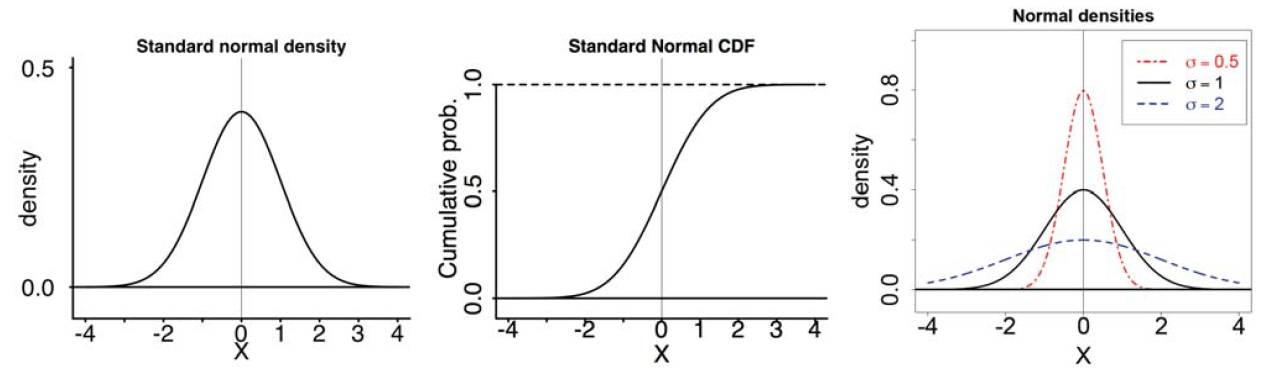 Standard normal density
0.5
0.0
density
-4 -2 0 1 2 3 4
X
Standard Normal CDF
1.0
0.5
0.0
Cumulative prob.
-4 -2 0 1 2 3 4
X
Normal densities
σ = 0.5
σ = 1
σ = 2
0.8
0.4
0.0
density
-4 -2 0 2 4
X